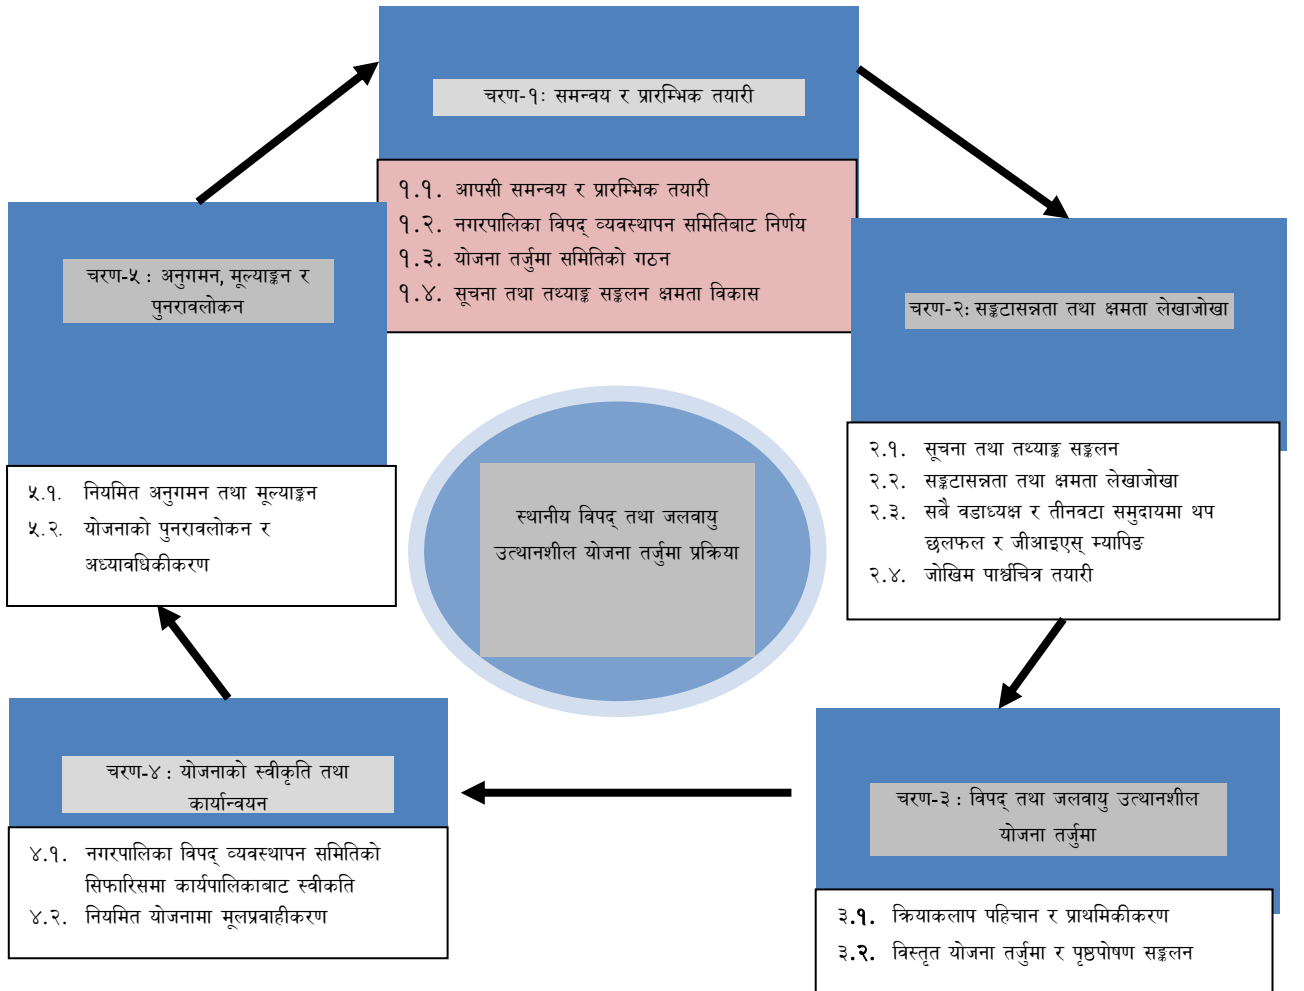 चरण-१: समन्वय र प्रारम्भिक तयारी
१.१. आपसी समन्वय र प्रारम्भिक तयारी
१.२. नगरपालिका विपद् व्यवस्थापन समितिबाट निर्णय
१.३. योजना तर्जुमा समितिको गठन
१.४. सूचना तथा तथ्याङ्क सङ्कलन क्षमता विकास
चरण-२: सङ्कटासन्नता तथा क्षमता लेखाजोखा
२.१. सूचना तथा तथ्याङ्क सङ्कलन
२.२. सङ्कटासन्नता तथा क्षमता लेखाजोखा
२.३. सबै वडाध्यक्ष र तीनवटा समुदायमा थप
छलफल र जीआइएस् म्यापिङ
२.४. जोखिम पार्श्वचित्र तयारी
चरण-३ : विपद् तथा जलवायु उत्थानशील
योजना तर्जुमा
३.१. क्रियाकलाप पहिचान र प्राथमिकीकरण
३.२. विस्तृत योजना तर्जुमा र पृष्ठपोषण सङ्कलन
चरण-४ : योजनाको स्वीकृति तथा
कार्यान्वयन
४.१. नगरपालिका विपद् व्यवस्थापन समितिको
सिफारिसमा कार्यपालिकाबाट स्वीकति
४.२. नियमित योजनामा मूलप्रवाहीकरण
चरण-५ : अनुगमन, मूल्याङ्कन र
पुनरावलोकन
५.१. नियमित अनुगमन तथा मूल्याङ्कन
५.२. योजनाको पुनरावलोकन र
अध्यावधिकीकरण
स्थानीय विपद् तथा जलवायु
उत्थानशील योजना तर्जुमा प्रक्रिया